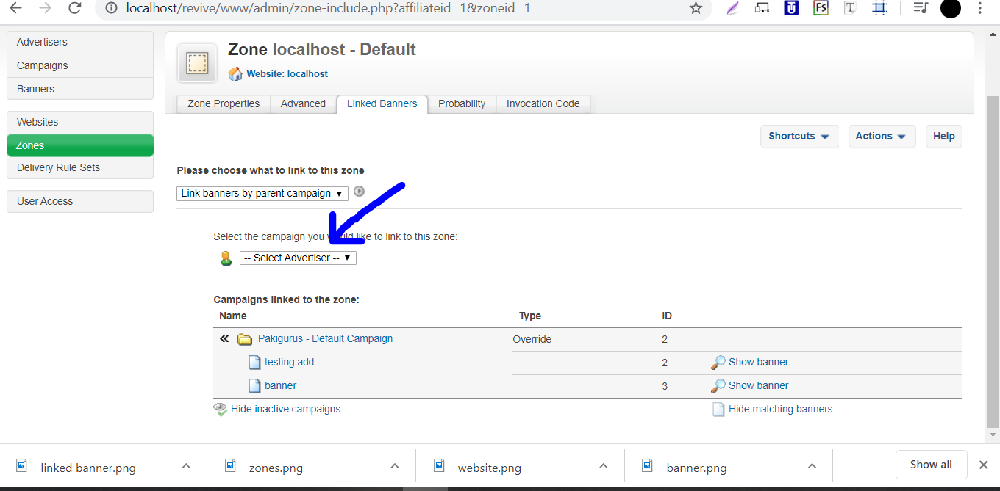 localhost/revive/www/admin/zone-include.php?affiliateid=1&zoneid=1
Advertisers
Campaigns
Banners
Websites
Zones
Delivery Rule Sets
User Access
Zone localhost - Default
Website: localhost
Zone Properties Advanced Linked Banners Probability Invocation Code
Shortcuts Actions Help
Please choose what to link to this zone
Link banners by parent campaign
Select the campaign you would like to link to this zone:
-- Select Advertiser --
Campaigns linked to the zone:
Name Type ID
Pakigurus - Default Campaign Override 2
testing add 2 Show banner
banner 3 Show banner
Hide inactive campaigns Hide matching banners
linked banner.png zones.png website.png banner.png Show all